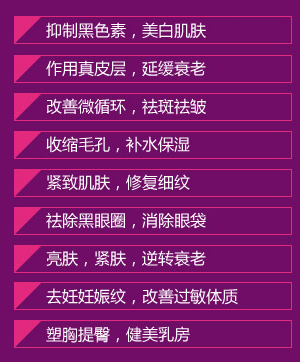 抑制黑色素，美白肌肤
作用真皮层，延缓衰老
改善微循环，祛斑祛皱
收缩毛孔，补水保湿
紧致肌肤，修复细纹
祛除黑眼圈，消除眼袋
亮肤，紧肤，逆转衰老
去妊妊娠纹，改善过敏体质
塑胸提臀，健美乳房